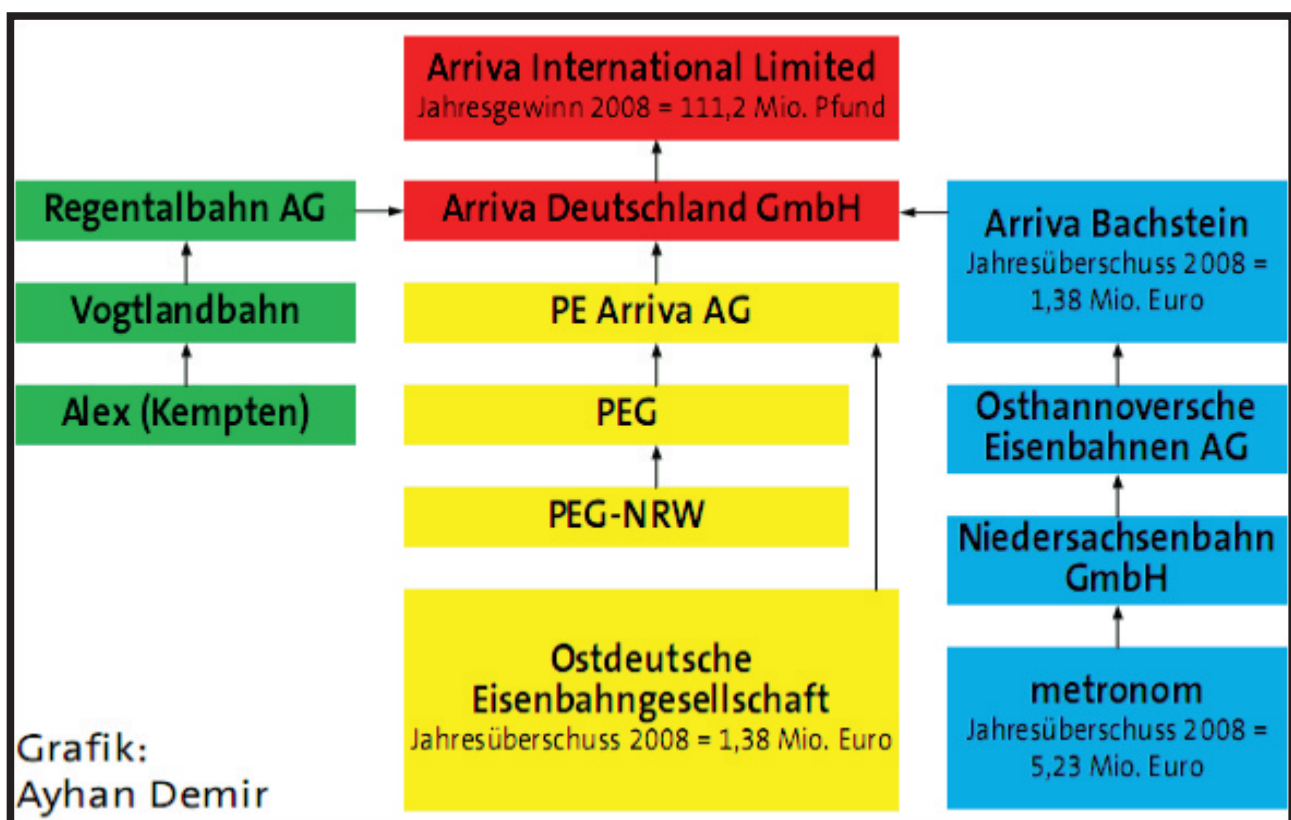 Arriva International Limited
Jahresgewinn 2008 = 111,2 Mio. Pfund
Regentalbahn AG
Arriva Deutschland GmbH
Arriva Bachstein
Jahresüberschuss 2008 =
1,38 Mio. Euro
Vogtlandbahn
PE Arriva AG
Alex (Kempten)
PEG
Osthannoversche
Eisenbahnen AG
PEG-NRW
Niedersachsenbahn
GmbH
Ostdeutsche
Eisenbahngesellschaft
Jahresüberschuss 2008 = 1,38 Mio. Euro
metronom
Jahresüberschuss 2008 =
5,23 Mio. Euro
Grafik:
Ayhan Demir